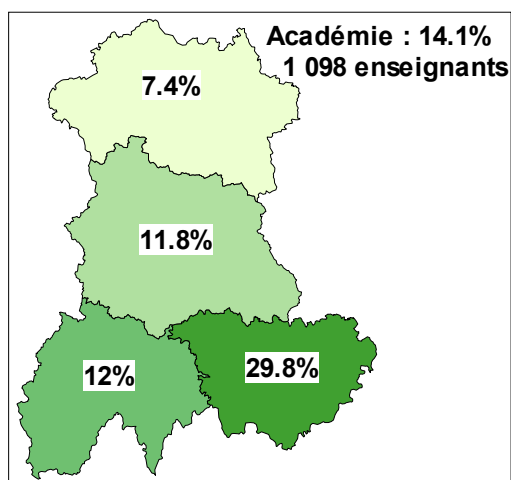 Académie : 14.1%
1 098 enseignants
7.4%
11.8%
12%
29.8%